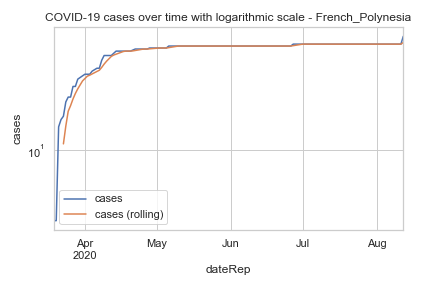 COVID-19 cases over time with logarithmic scale - French_Polynesia
cases
10¹
cases
cases (rolling)
Apr
2020
May
Jun
Jul
Aug
dateRep